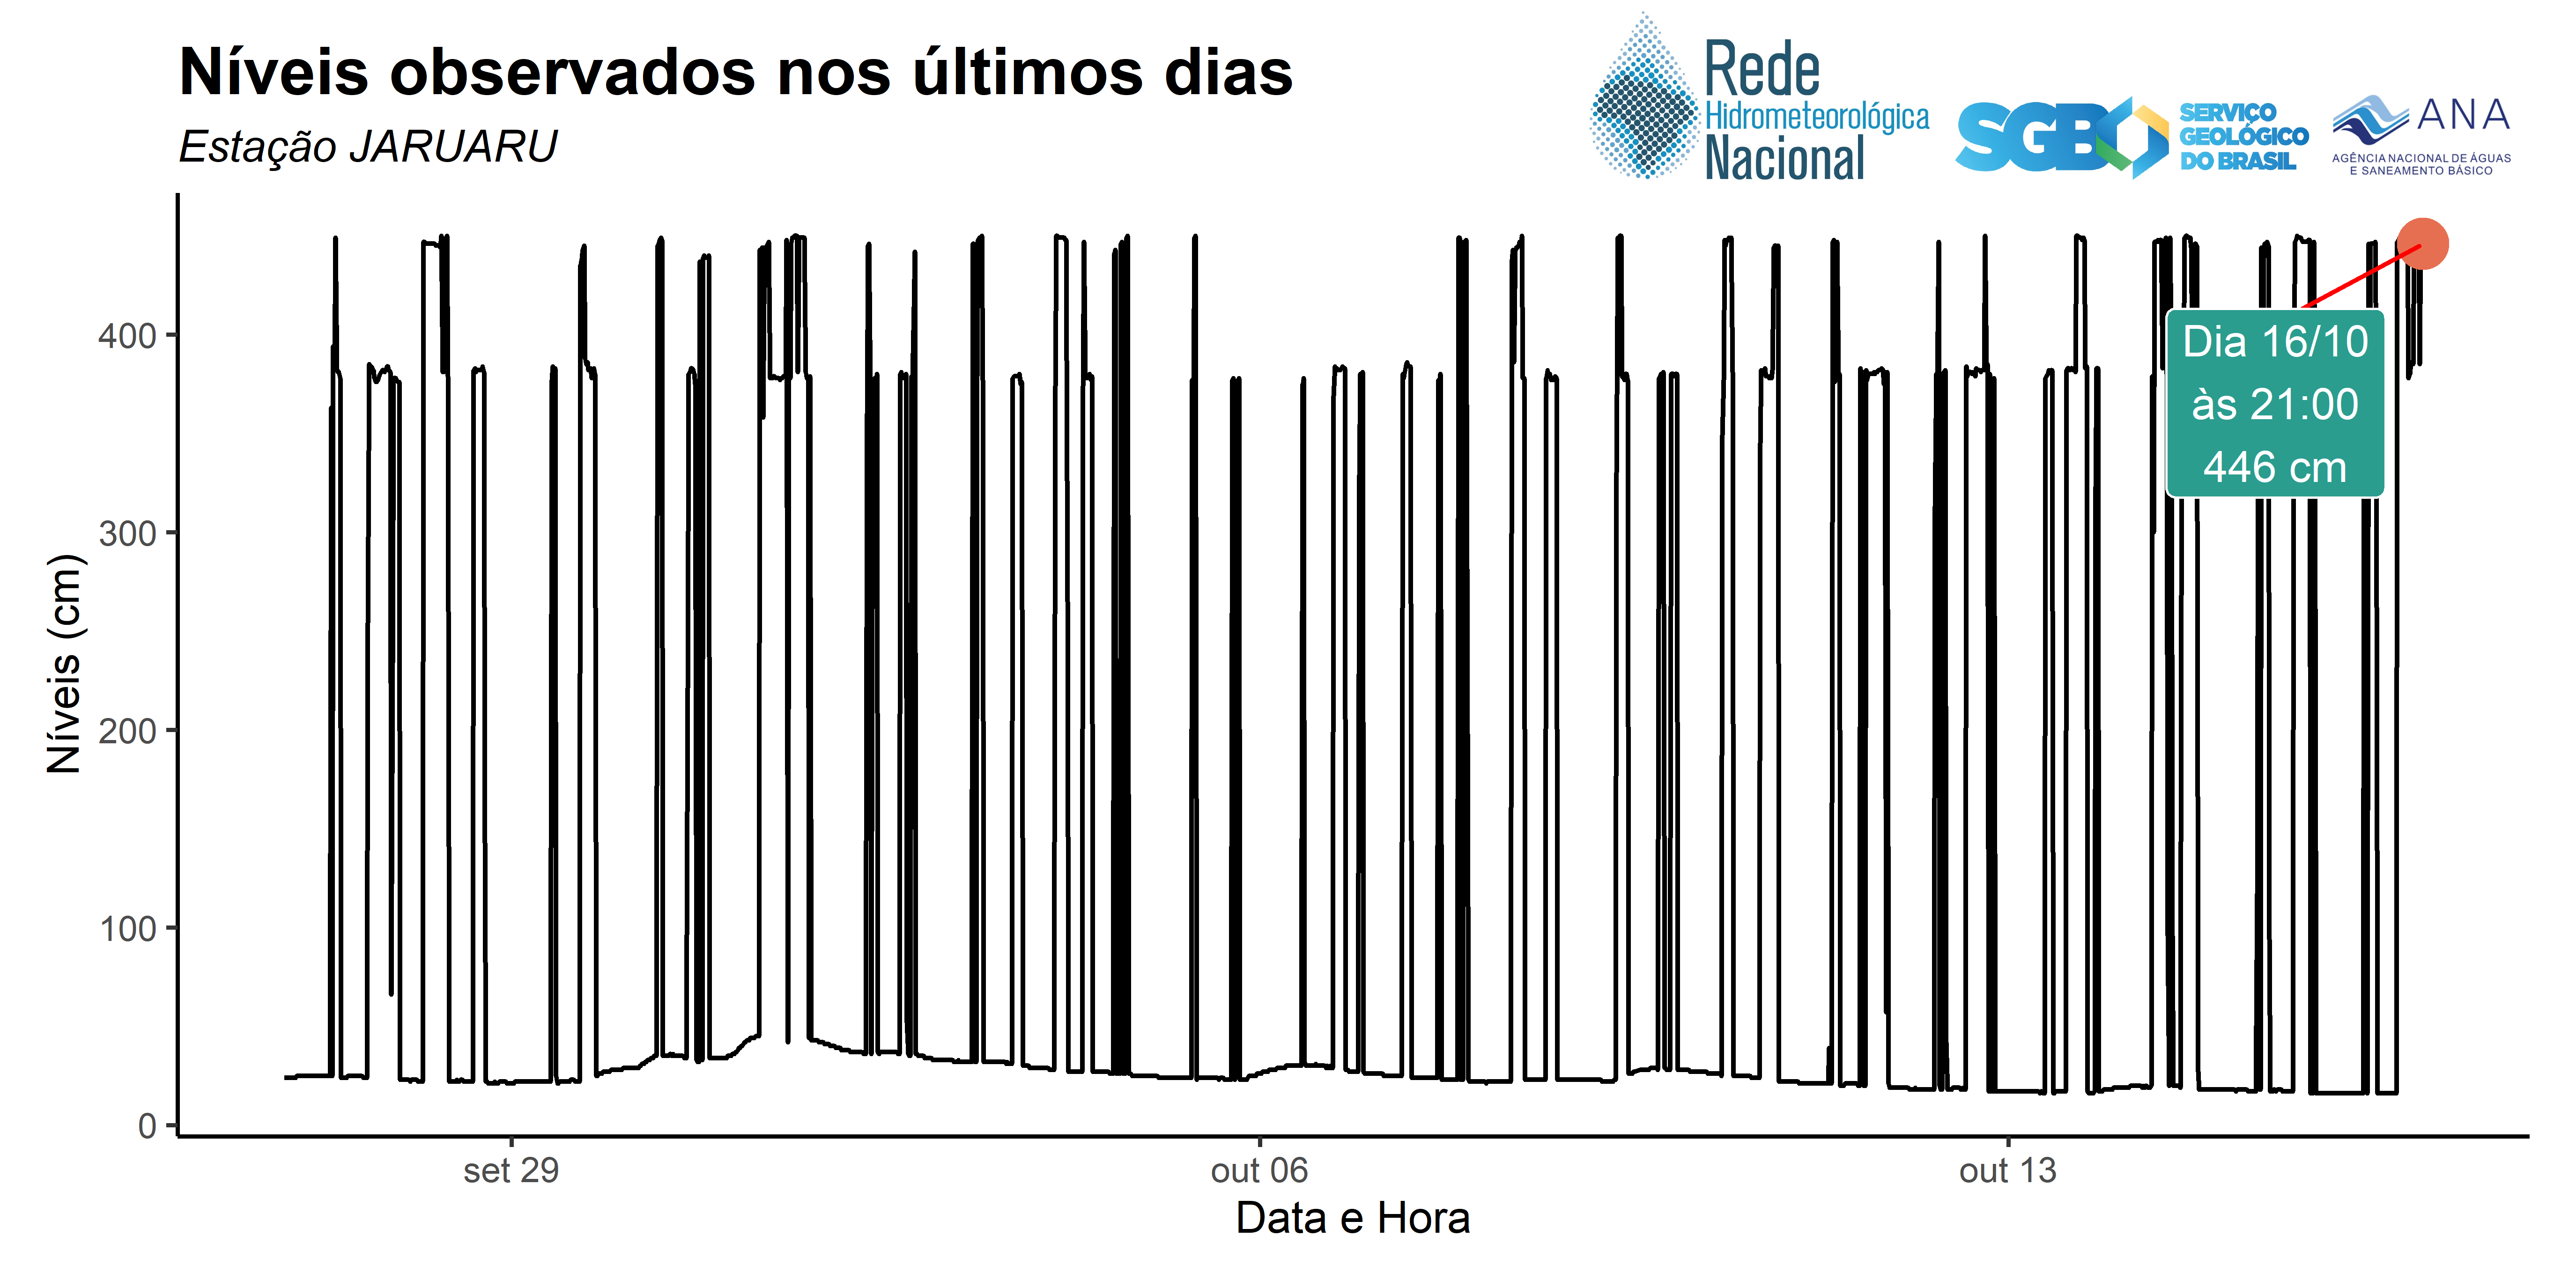 Níveis observados nos últimos dias
Estação JARUARU
Rede
Hidrometeorológica
Nacional
SGB
SERVIÇO
GEOLÓGICO
DO BRASIL
ANA
AGÊNCIA NACIONAL DE ÁGUAS
E SANEAMENTO BÁSICO
Níveis (cm)
400
300
200
100
0
Dia 16/10
às 21:00
446 cm
set 29
out 06
out 13
Data e Hora